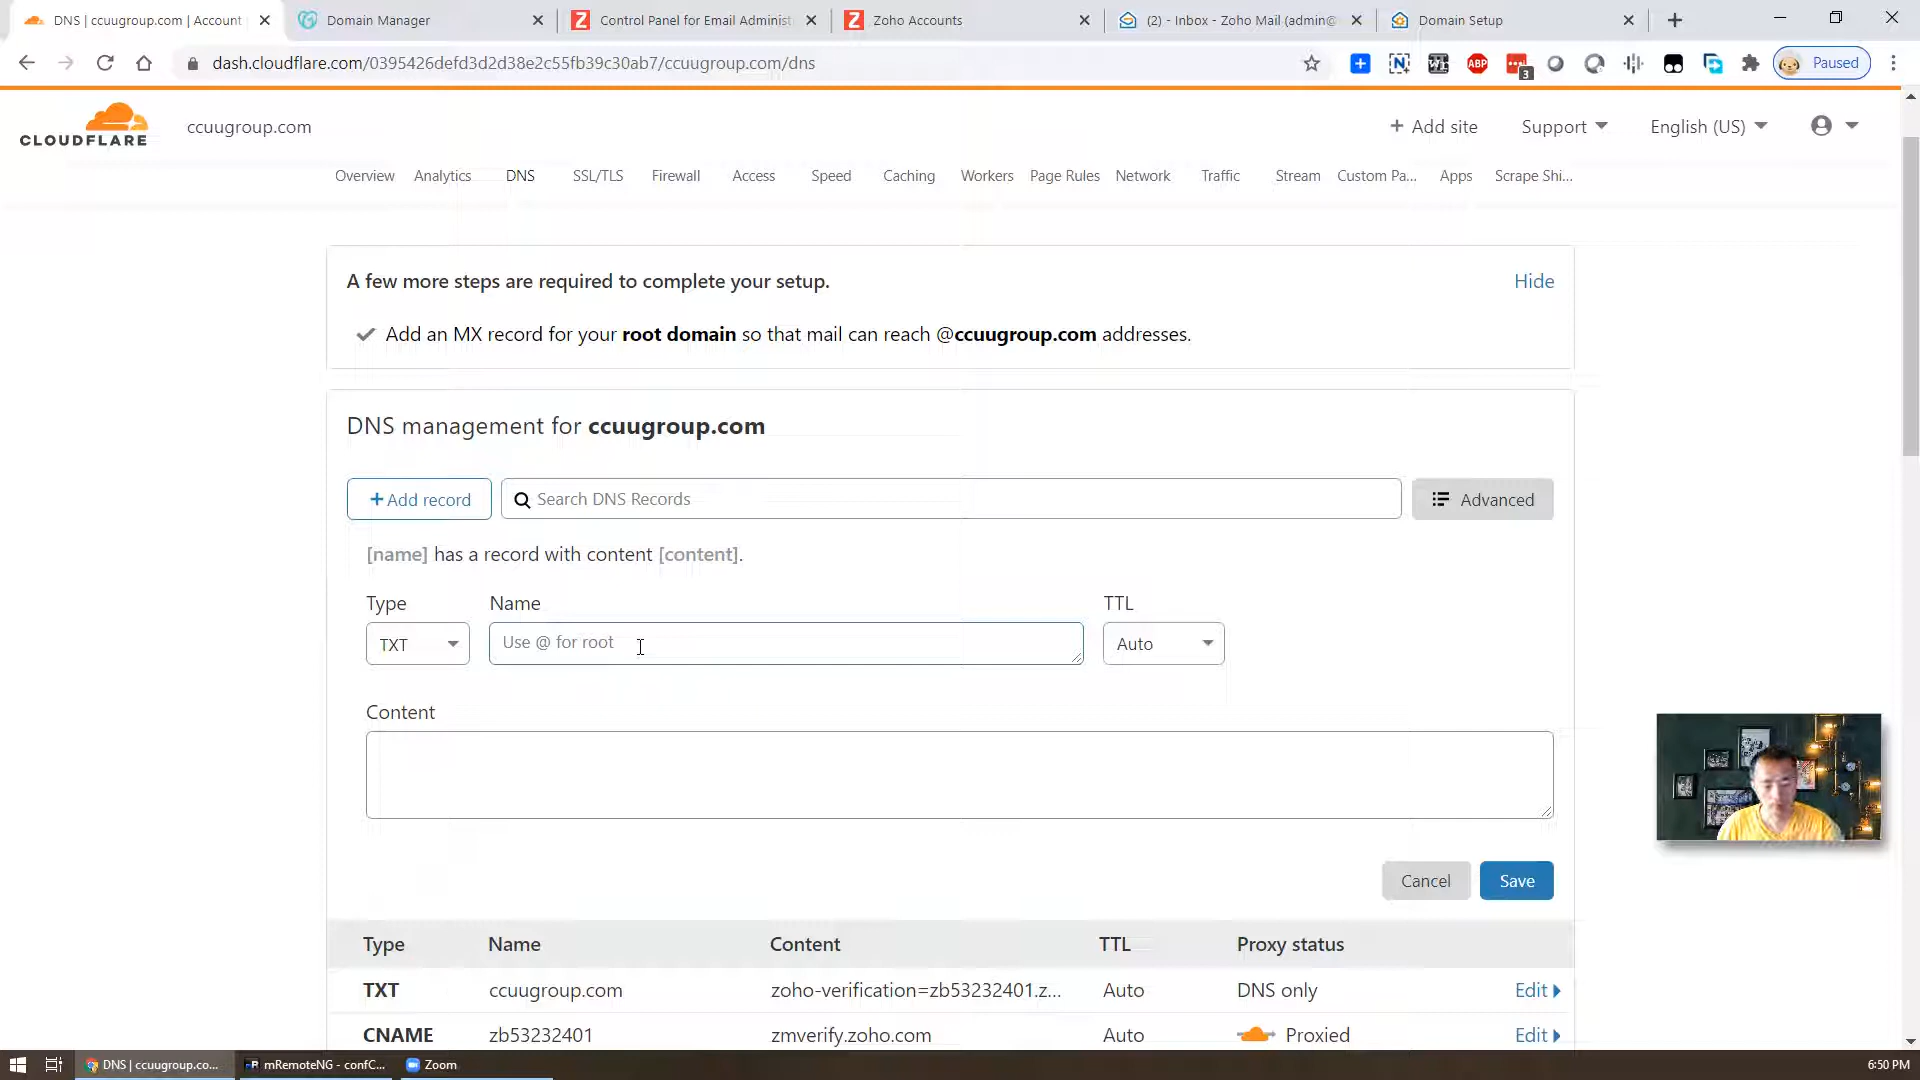 DNS | ccuugroup.com | Account
Domain Manager
Control Panel for Email Administ
Zoho Accounts
(2) - Inbox - Zoho Mail (admin@
Domain Setup
dash.cloudflare.com/0395426defd3d2d38e2c55fb39c30ab7/ccuugroup.com/dns
ABP
3
Paused
CLOUDFLARE
ccuugroup.com
+ Add site
Support
English (US)
Overview
Analytics
DNS
SSL/TLS
Firewall
Access
Speed
Caching
Workers
Page Rules
Network
Traffic
Stream
Custom Pa...
Apps
Scrape Shi...
A few more steps are required to complete your setup.
Hide
Add an MX record for your root domain so that mail can reach @ccuugroup.com addresses.
DNS management for ccuugroup.com
+ Add record
Search DNS Records
Advanced
[name] has a record with content [content].
Type
Name
TTL
TXT
Use @ for root
Auto
Content
Cancel
Save
Type Name Content TTL Proxy status
TXT ccuugroup.com zoho-verification=zb53232401.z... Auto DNS only Edit
CNAME zb53232401 zmverify.zoho.com Auto Proxied Edit
DNS | ccuugroup.co...
mRemoteNG - confC...
Zoom
6:50 PM